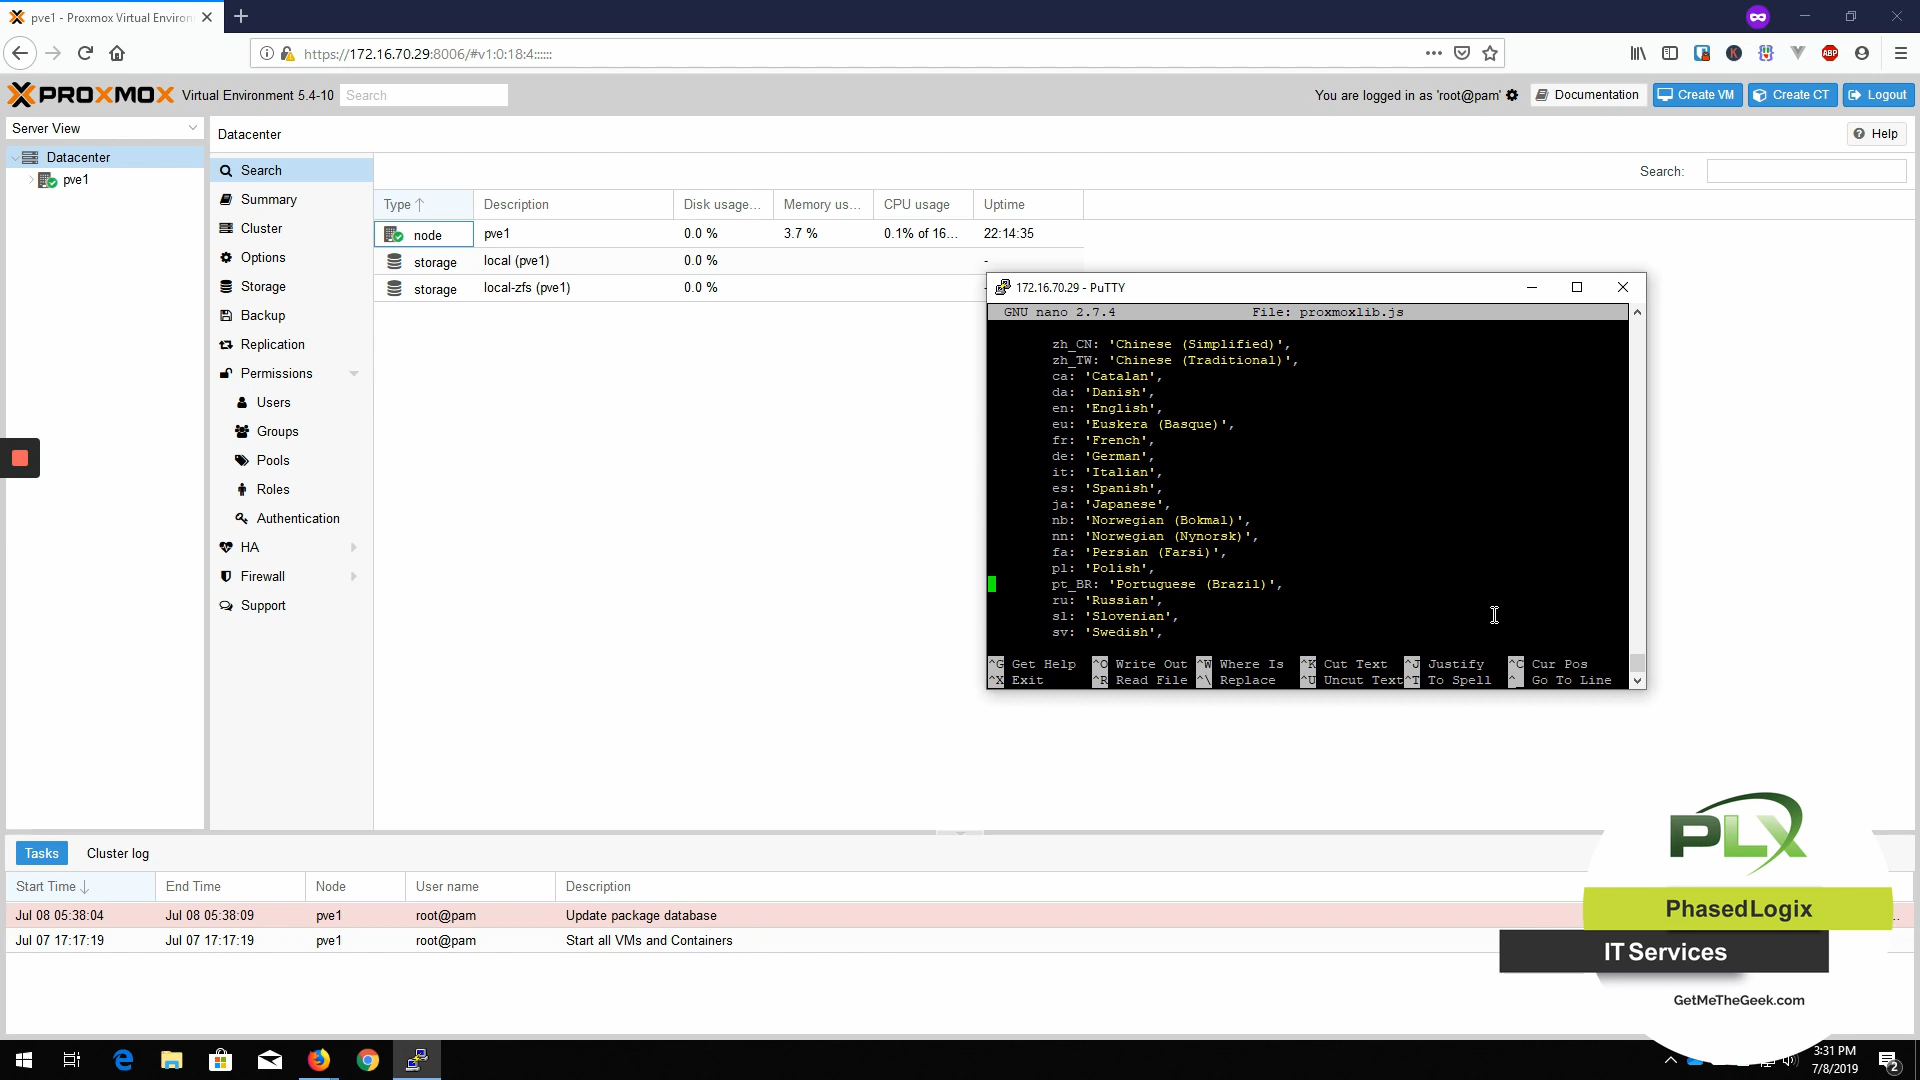 pve1 - Proxmox Virtual Environ
https://172.16.70.29:8006/#v1:0:18:4::::::
PROXMOX Virtual Environment 5.4-10 Search
You are logged in as 'root@pam' Documentation Create VM Create CT Logout
Server View
Datacenter
pve1
Datacenter
Help
Search
Summary
Cluster
Options
Storage
Backup
Replication
Permissions
Users
Groups
Pools
Roles
Authentication
HA
Firewall
Support
Search:
Type Description Disk usage... Memory us... CPU usage Uptime
node pve1 0.0 % 3.7 % 0.1% of 16... 22:14:35
storage local (pve1) 0.0 % -
storage local-zfs (pve1) 0.0 % -
172.16.70.29 - PuTTY
GNU nano 2.7.4 File: proxmoxlib.js
zh_CN: 'Chinese (Simplified)',
zh_TW: 'Chinese (Traditional)',
ca: 'Catalan',
da: 'Danish',
en: 'English',
eu: 'Euskera (Basque)',
fr: 'French',
de: 'German',
it: 'Italian',
es: 'Spanish',
ja: 'Japanese',
nb: 'Norwegian (Bokmal)',
nn: 'Norwegian (Nynorsk)',
fa: 'Persian (Farsi)',
pl: 'Polish',
pt_BR: 'Portuguese (Brazil)',
ru: 'Russian',
sl: 'Slovenian',
sv: 'Swedish',
^G Get Help ^O Write Out ^W Where Is ^K Cut Text ^J Justify ^C Cur Pos
^X Exit ^R Read File ^\ Replace ^U Uncut Text ^T To Spell ^_ Go To Line
Tasks Cluster log
Start Time End Time Node User name Description
Jul 08 05:38:04 Jul 08 05:38:09 pve1 root@pam Update package database
Jul 07 17:17:19 Jul 07 17:17:19 pve1 root@pam Start all VMs and Containers
PLX
PhasedLogix
IT Services
GetMeTheGeek.com
ABP
3:31 PM
7/8/2019
2